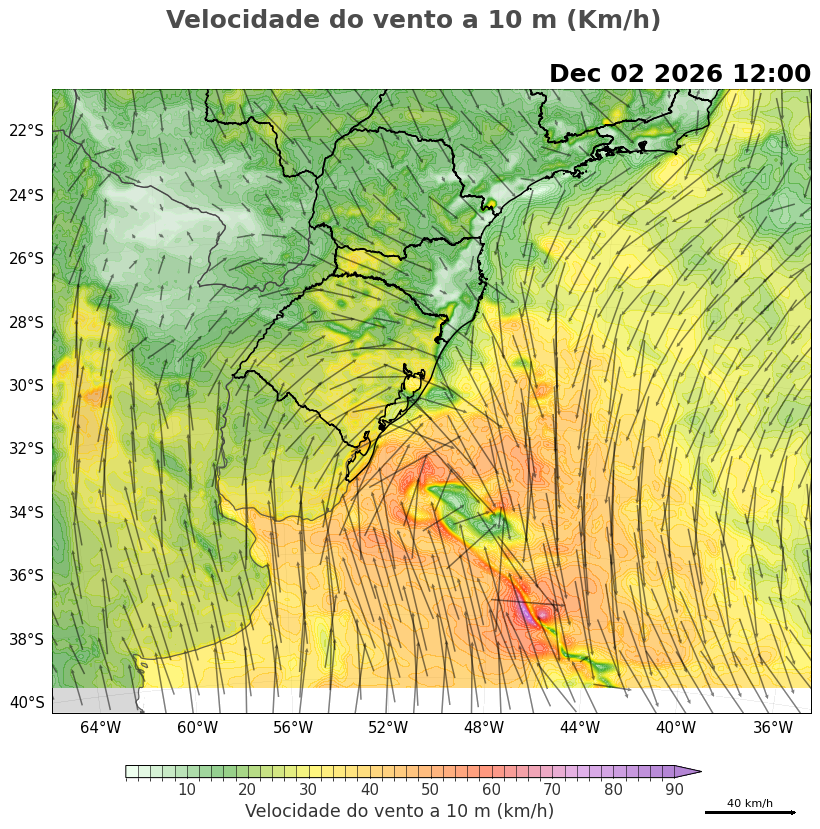 Velocidade do vento a 10 m (Km/h)
Dec 02 2026 12:00
22°S
24°S
26°S
28°S
30°S
32°S
34°S
36°S
38°S
40°S
64°W 60°W 56°W 52°W 48°W 44°W 40°W 36°W
10 20 30 40 50 60 70 80 90
Velocidade do vento a 10 m (km/h)
40 km/h